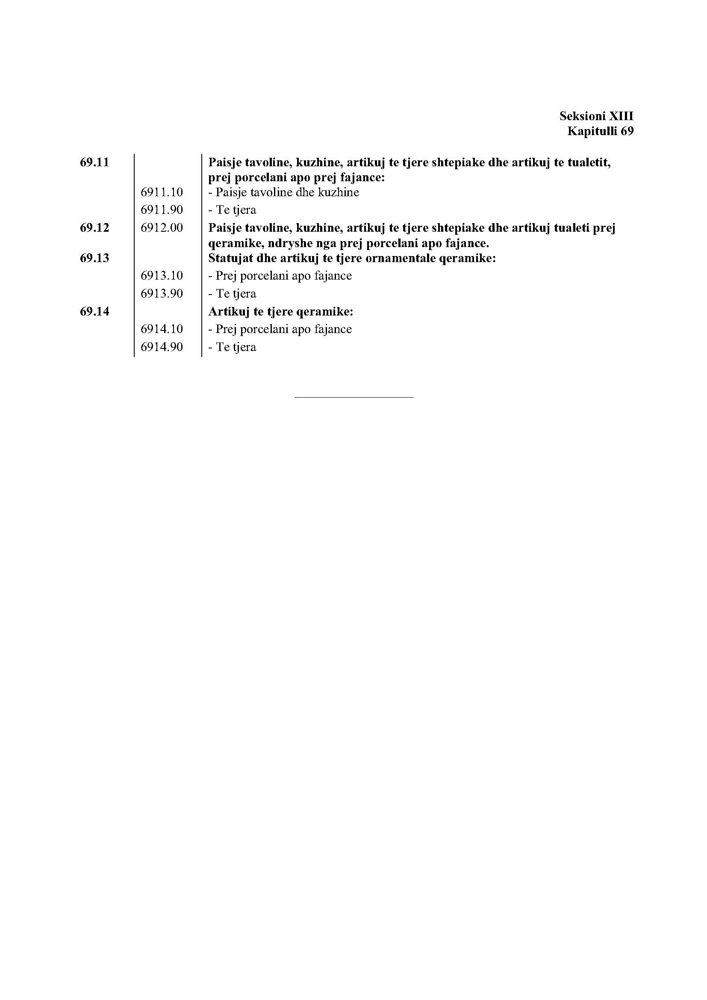 Seksioni XIII
Kapitulli 69
69.11 Paisje tavoline, kuzhine, artikuj te tjere shtepiake dhe artikuj te tualetit,
prej porcelani apo prej fajance:
6911.10 - Paisje tavoline dhe kuzhine
6911.90 - Te tjera
69.12 6912.00 Paisje tavoline, kuzhine, artikuj te tjere shtepiake dhe artikuj tualeti prej
qeramike, ndryshe nga prej porcelani apo fajance.
69.13 Statujat dhe artikuj te tjere ornamentale qeramike:
6913.10 - Prej porcelani apo fajance
6913.90 - Te tjera
69.14 Artikuj te tjere qeramike:
6914.10 - Prej porcelani apo fajance
6914.90 - Te tjera